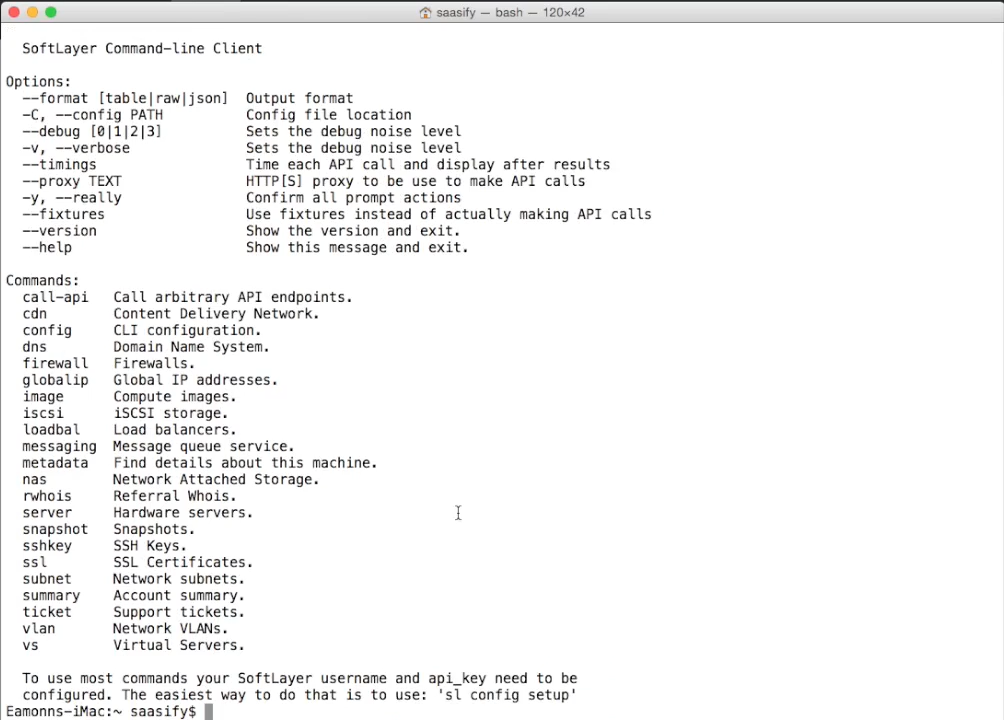 saasify — bash — 120×42
SoftLayer Command-line Client
Options:
--format [table|raw|json] Output format
-C, --config PATH Config file location
--debug [0|1|2|3] Sets the debug noise level
-v, --verbose Sets the debug noise level
--timings Time each API call and display after results
--proxy TEXT HTTP[S] proxy to be use to make API calls
-y, --really Confirm all prompt actions
--fixtures Use fixtures instead of actually making API calls
--version Show the version and exit.
--help Show this message and exit.
Commands:
call-api Call arbitrary API endpoints.
cdn Content Delivery Network.
config CLI configuration.
dns Domain Name System.
firewall Firewalls.
globalip Global IP addresses.
image Compute images.
iscsi iSCSI storage.
loadbal Load balancers.
messaging Message queue service.
metadata Find details about this machine.
nas Network Attached Storage.
rwhois Referral Whois.
server Hardware servers.
snapshot Snapshots.
sshkey SSH Keys.
ssl SSL Certificates.
subnet Network subnets.
summary Account summary.
ticket Support tickets.
vlan Network VLANs.
vs Virtual Servers.
To use most commands your SoftLayer username and api_key need to be
configured. The easiest way to do that is to use: 'sl config setup'
Eamonns-iMac:~ saasify$